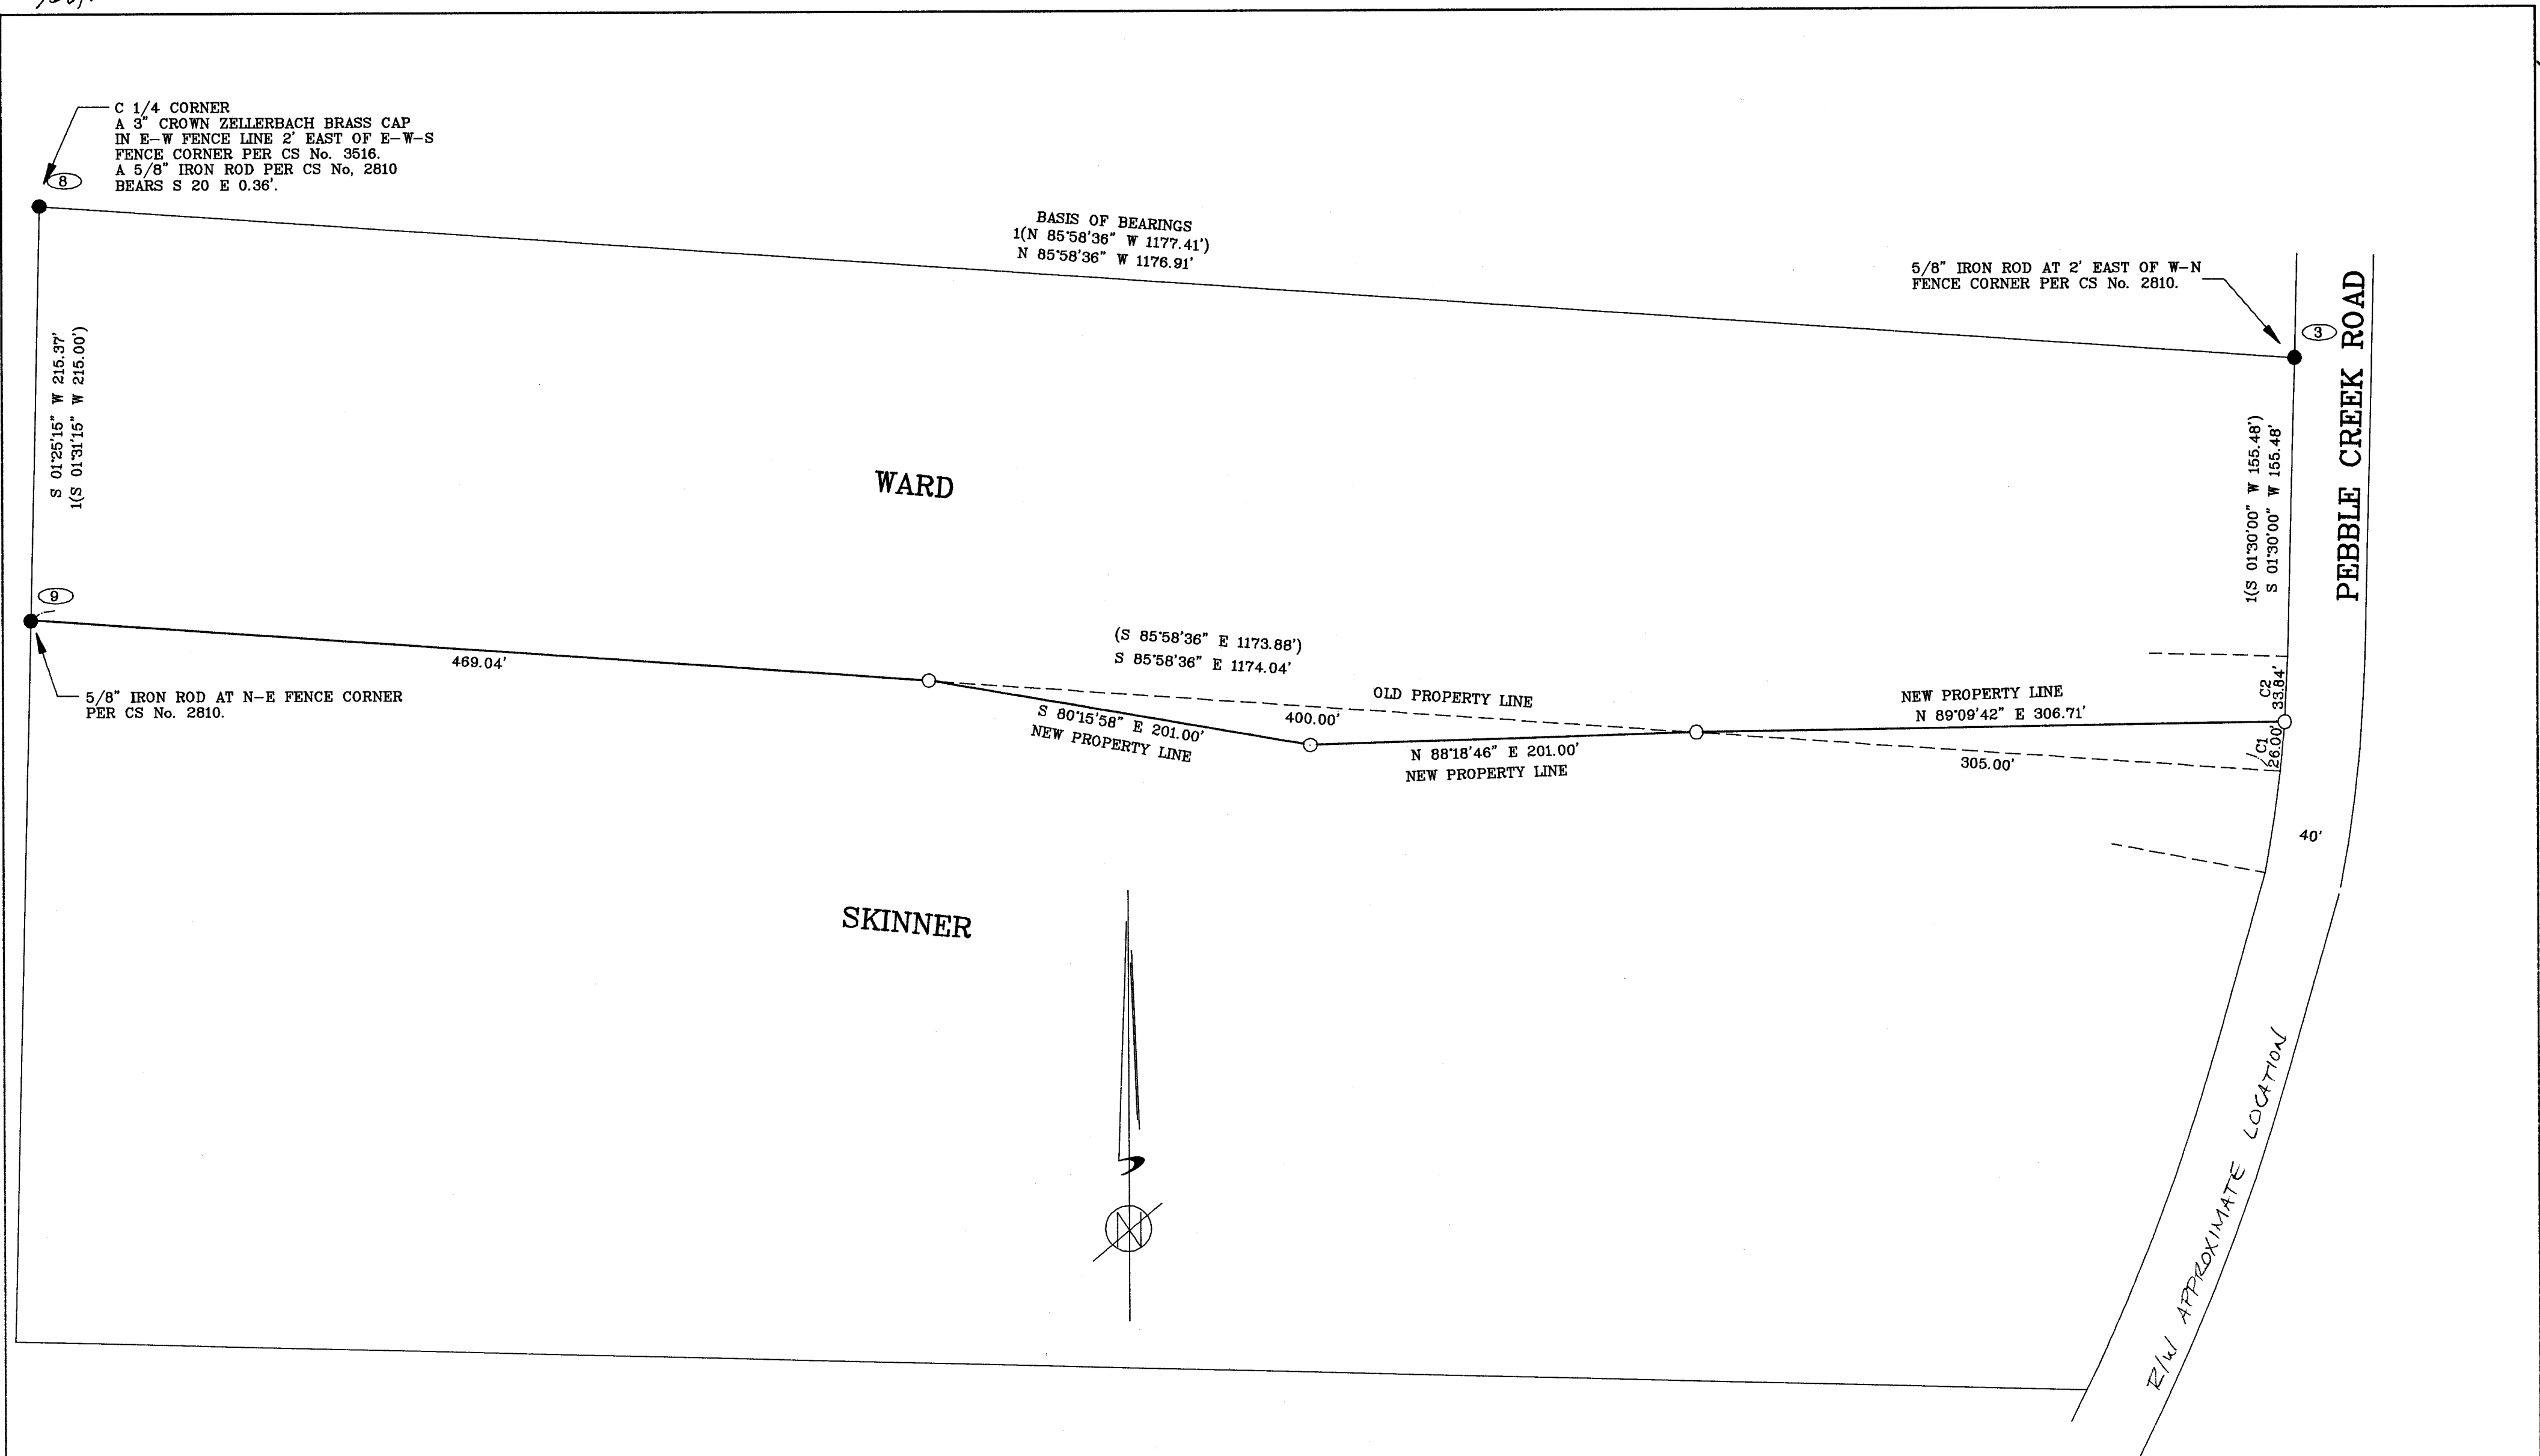 C 1/4 CORNER
A 3" CROWN ZELLERBACH BRASS CAP
IN E-W FENCE LINE 2' EAST OF E-W-S
FENCE CORNER PER CS No. 3516.
A 5/8" IRON ROD PER CS No, 2810
BEARS S 20 E 0.36'.
8
BASIS OF BEARINGS
1(N 85°58'36" W 1177.41')
N 85°58'36" W 1176.91'
5/8" IRON ROD AT 2' EAST OF W-N
FENCE CORNER PER CS No. 2810.
3
PEBBLE CREEK ROAD
S 01°25'15" W 215.37'
1(S 01°31'15" W 215.00')
WARD
1(S 01°30'00" W 155.48')
S 01°30'00" W 155.48'
9
469.04'
(S 85°58'36" E 1173.88')
S 85°58'36" E 1174.04'
5/8" IRON ROD AT N-E FENCE CORNER
PER CS No. 2810.
OLD PROPERTY LINE
400.00'
S 80°15'58" E 201.00'
NEW PROPERTY LINE
N 88°18'46" E 201.00'
NEW PROPERTY LINE
NEW PROPERTY LINE
N 89°09'42" E 306.71'
305.00'
C2
33.84'
C1
26.00'
40'
SKINNER
N
R/W APPROXIMATE LOCATION